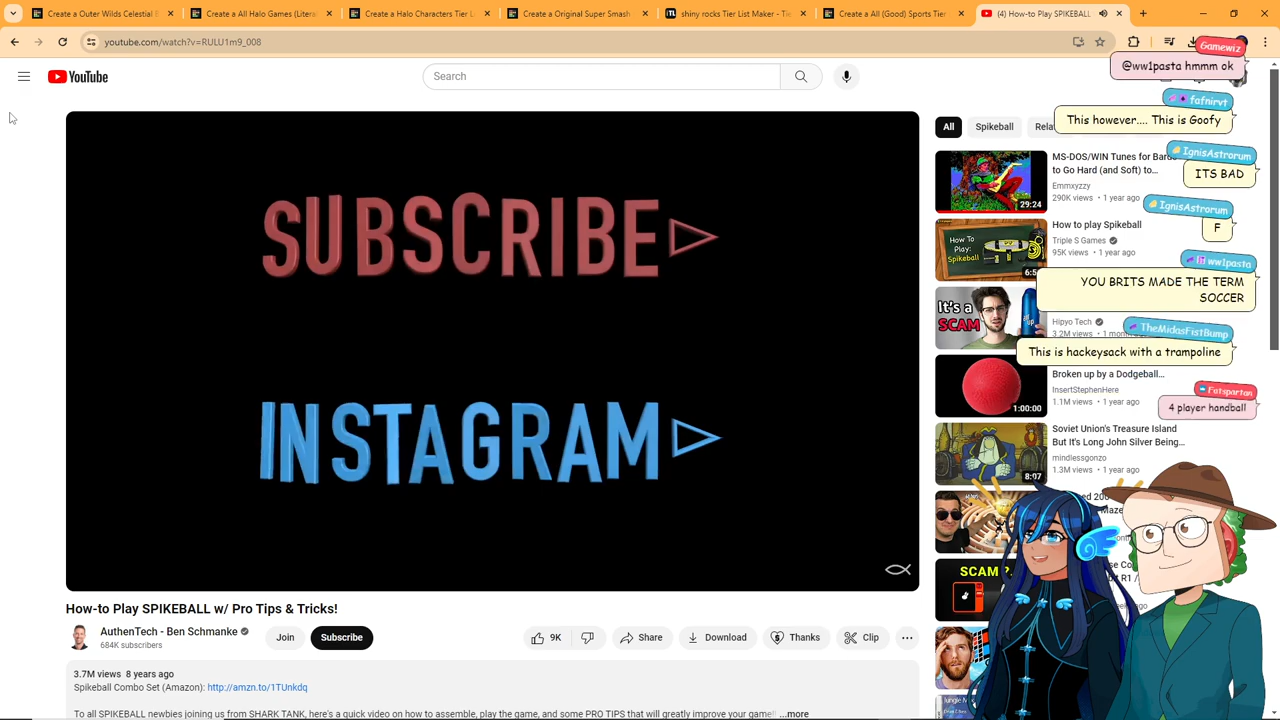 Create a Outer Wilds Celestial B
Create a All Halo Games (Litera
Create a Halo Characters Tier L
Create a Original Super Smash
shiny rocks Tier List Maker - Tie
Create a All (Good) Sports Tier
(4) How-to Play SPIKEBALL
youtube.com/watch?v=RULU1m9_008
YouTube
Search
Gamewiz
@ww1pasta hmmm ok
fafnirvt
This however.... This is Goofy
IgnisAstrorum
ITS BAD
IgnisAstrorum
F
ww1pasta
YOU BRITS MADE THE TERM
SOCCER
TheMidasFistBump
This is hackeysack with a trampoline
Fatspartan
4 player handball
SUBSCRIBE
INSTAGRAM
How-to Play SPIKEBALL w/ Pro Tips & Tricks!
AuthenTech - Ben Schmanke
684K subscribers
Join
Subscribe
9K
Share
Download
Thanks
Clip
3.7M views 8 years ago
Spikeball Combo Set (Amazon): http://amzn.to/1TUnkdq
To all SPIKEBALL newbies joining us from SHARK TANK, here's a quick video on how to assemble, play the game, and some PRO TIPS that will greatly improve your game! ...more
All
Spikeball
MS-DOS/WIN Tunes for Bards
to Go Hard (and Soft) to...
Emmxyzzy
290K views • 1 year ago
29:24
How to play Spikeball
Triple S Games
95K views • 1 year ago
How To
Play:
Spikeball
It's a
SCAM
Hipyo Tech
3.2M views
Broken up by a Dodgeball...
InsertStephenHere
1.1M views • 1 year ago
1:00:00
Soviet Union's Treasure Island
But It's Long John Silver Being...
mindlessgonzo
1.3M views • 1 year ago
8:07
SCAM